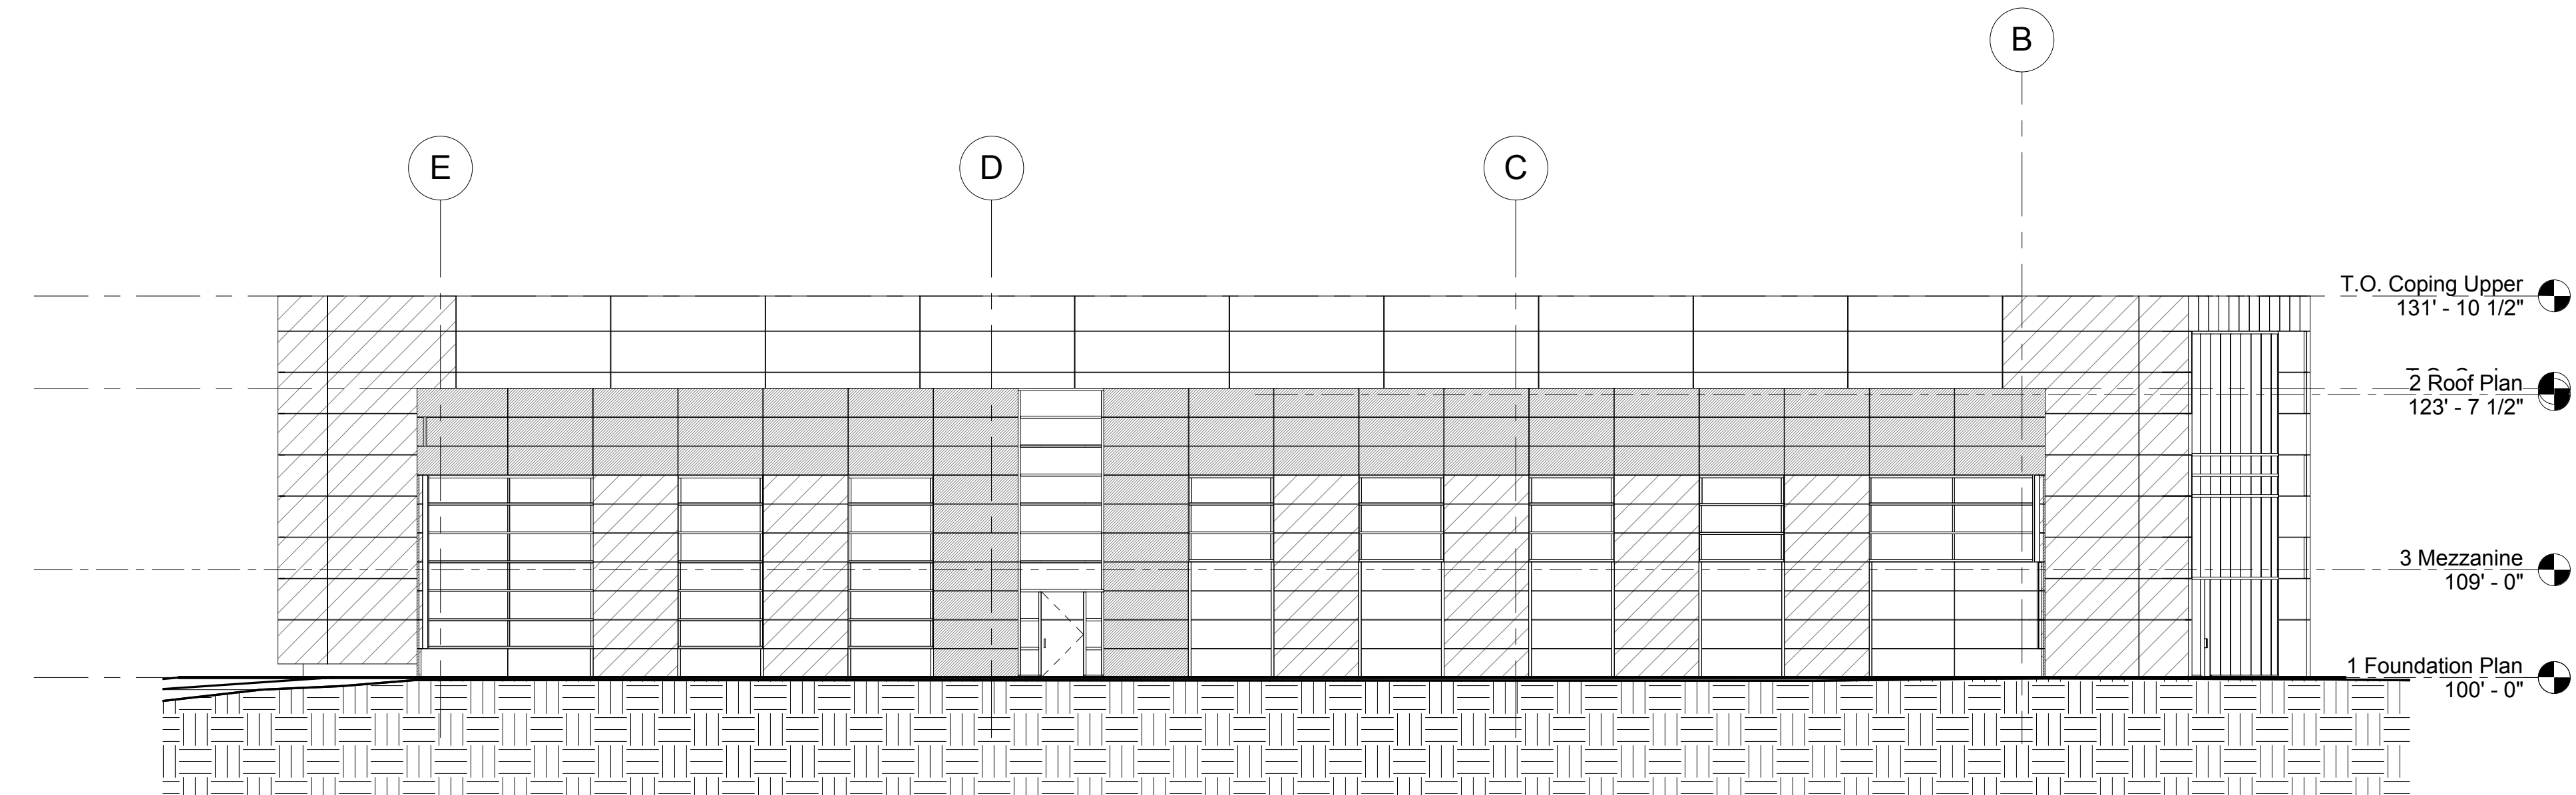 B
E
D
C
T.O. Coping Upper
131' - 10 1/2"
2 Roof Plan
123' - 7 1/2"
3 Mezzanine
109' - 0"
1 Foundation Plan
100' - 0"